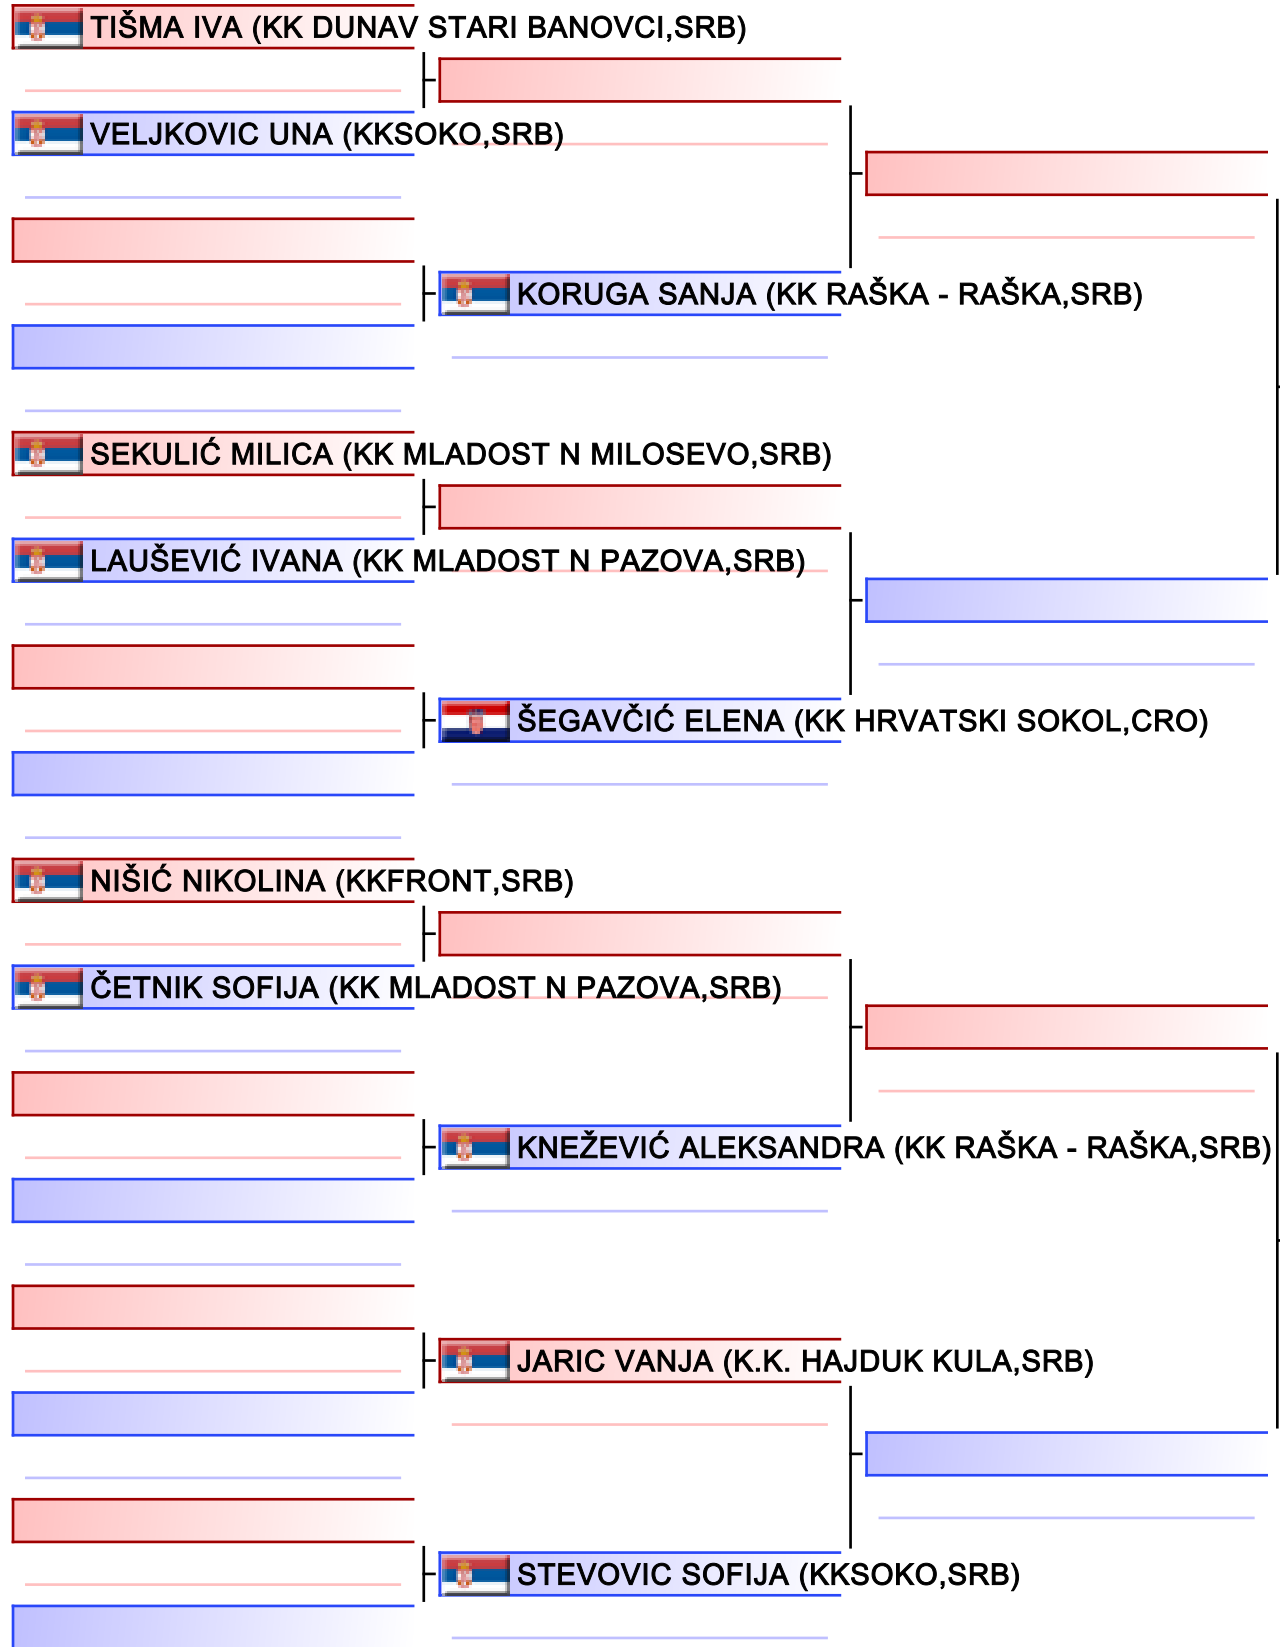 TIŠMA IVA (KK DUNAV STARI BANOVCI,SRB)
VELJKOVIC UNA (KKSOKO,SRB)
KORUGA SANJA (KK RAŠKA - RAŠKA,SRB)
SEKULIĆ MILICA (KK MLADOST N MILOSEVO,SRB)
LAUŠEVIĆ IVANA (KK MLADOST N PAZOVA,SRB)
ŠEGAVČIĆ ELENA (KK HRVATSKI SOKOL,CRO)
NIŠIĆ NIKOLINA (KKFRONT,SRB)
ČETNIK SOFIJA (KK MLADOST N PAZOVA,SRB)
KNEŽEVIĆ ALEKSANDRA (KK RAŠKA - RAŠKA,SRB)
JARIC VANJA (K.K. HAJDUK KULA,SRB)
STEVOVIC SOFIJA (KKSOKO,SRB)